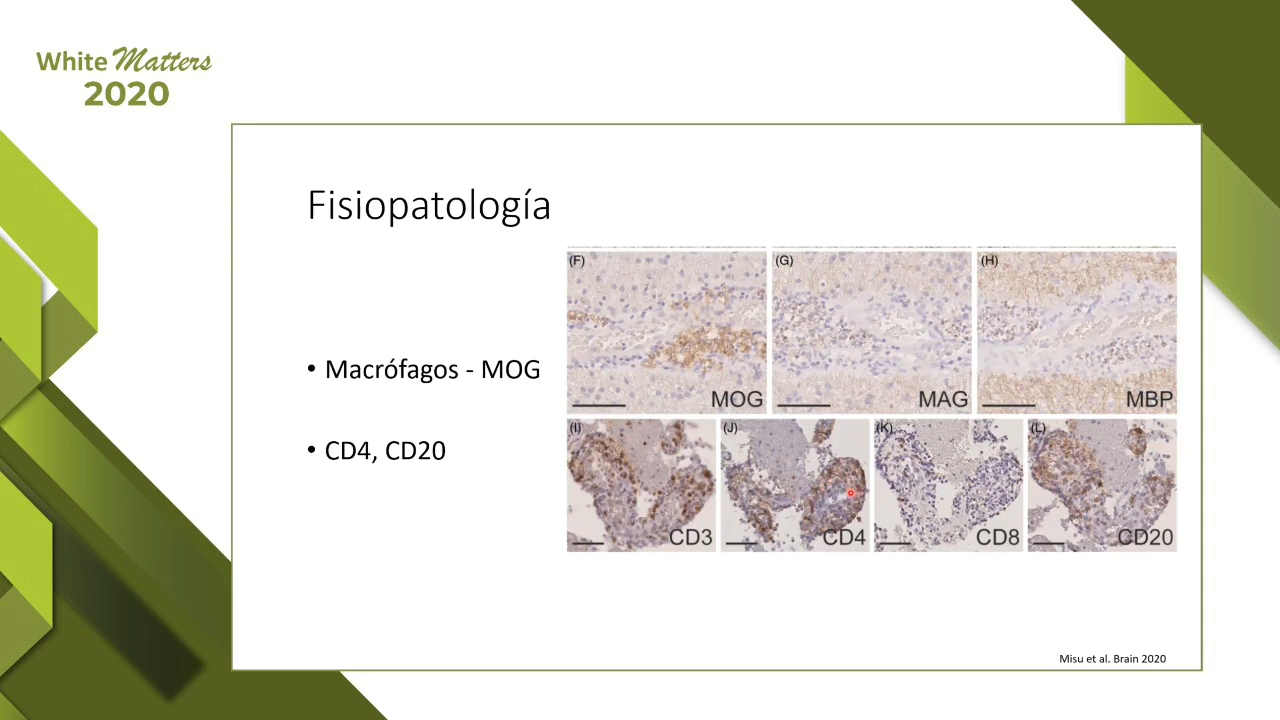 White Matters
2020
Fisiopatología
• Macrófagos - MOG
• CD4, CD20
(F)
MOG
(G)
MAG
(H)
MBP
(I)
CD3
(J)
CD4
(K)
CD8
(L)
CD20
Misu et al. Brain 2020